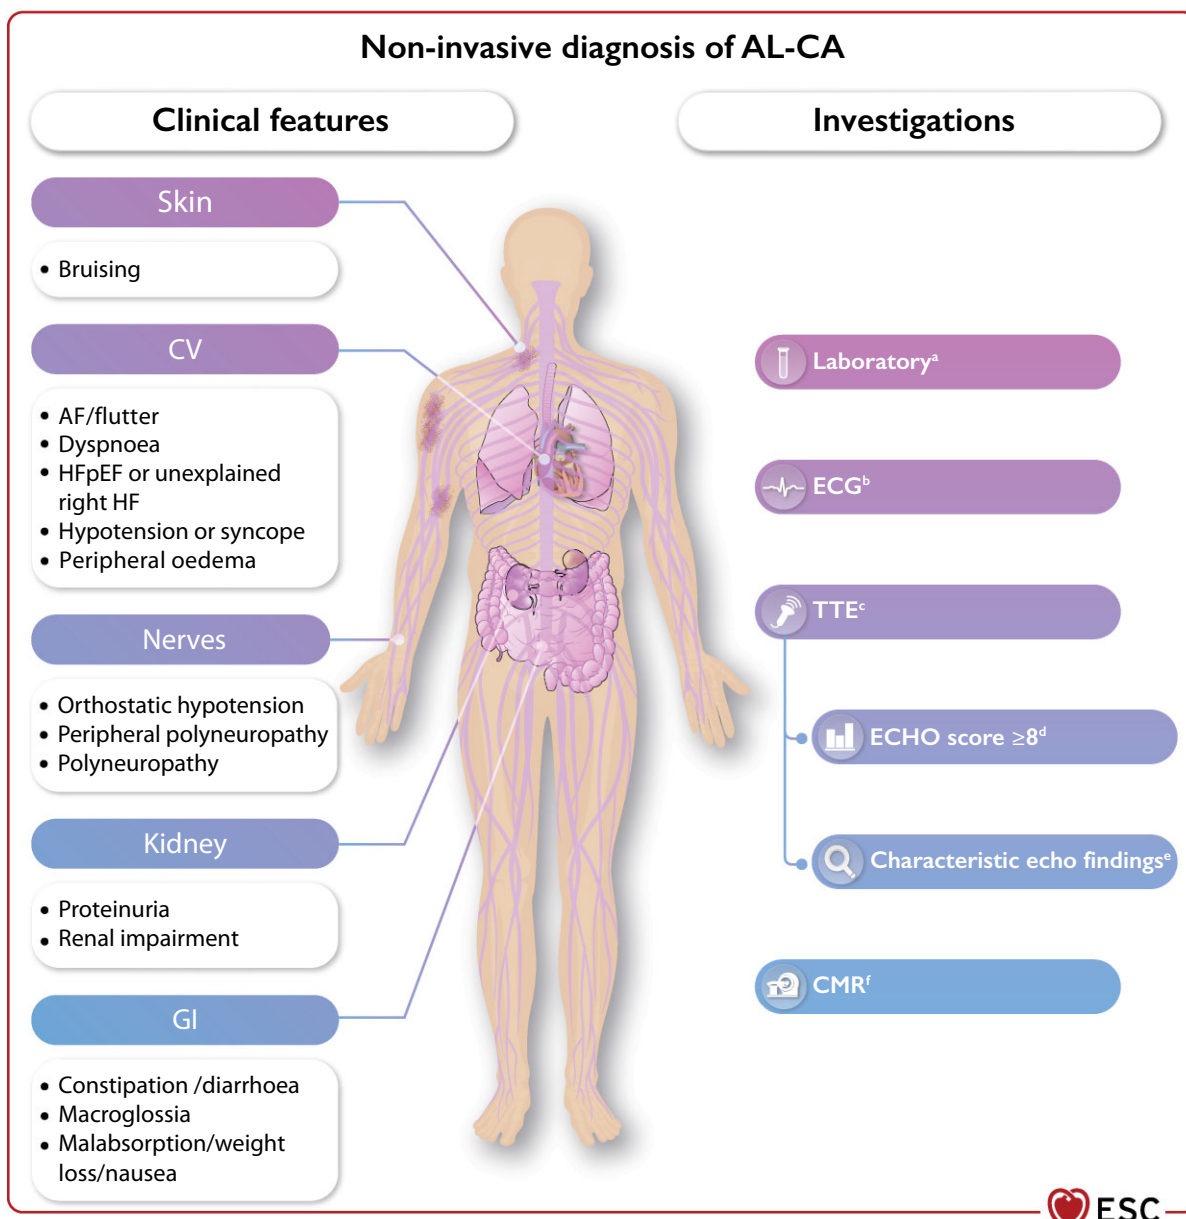 Non-invasive diagnosis of AL-CA
Clinical features
Skin
• Bruising
CV
• AF/flutter
• Dyspnoea
• HFpEF or unexplained
right HF
• Hypotension or syncope
• Peripheral oedema
Nerves
• Orthostatic hypotension
• Peripheral polyneuropathy
• Polyneuropathy
Kidney
• Proteinuria
• Renal impairment
GI
• Constipation /diarrhoea
• Macroglossia
• Malabsorption/weight
loss/nausea
Investigations
Laboratoryᵃ
ECGᵇ
TTEᶜ
ECHO score ≥8ᵈ
Characteristic echo findingsᵉ
CMRᶠ
ESC